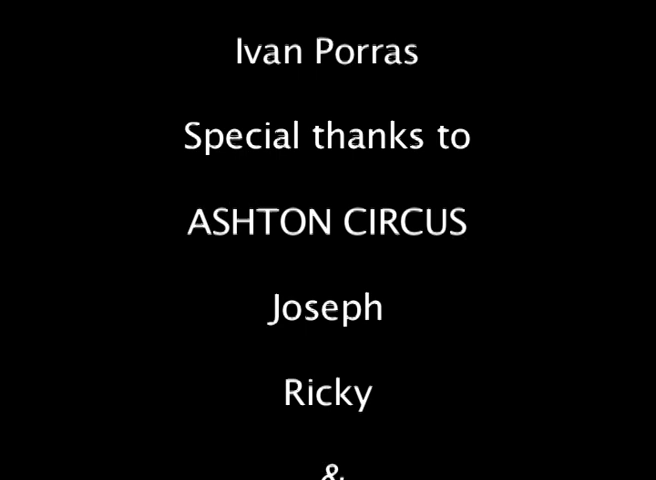 Ivan Porras
Special thanks to
ASHTON CIRCUS
Joseph
Ricky
&